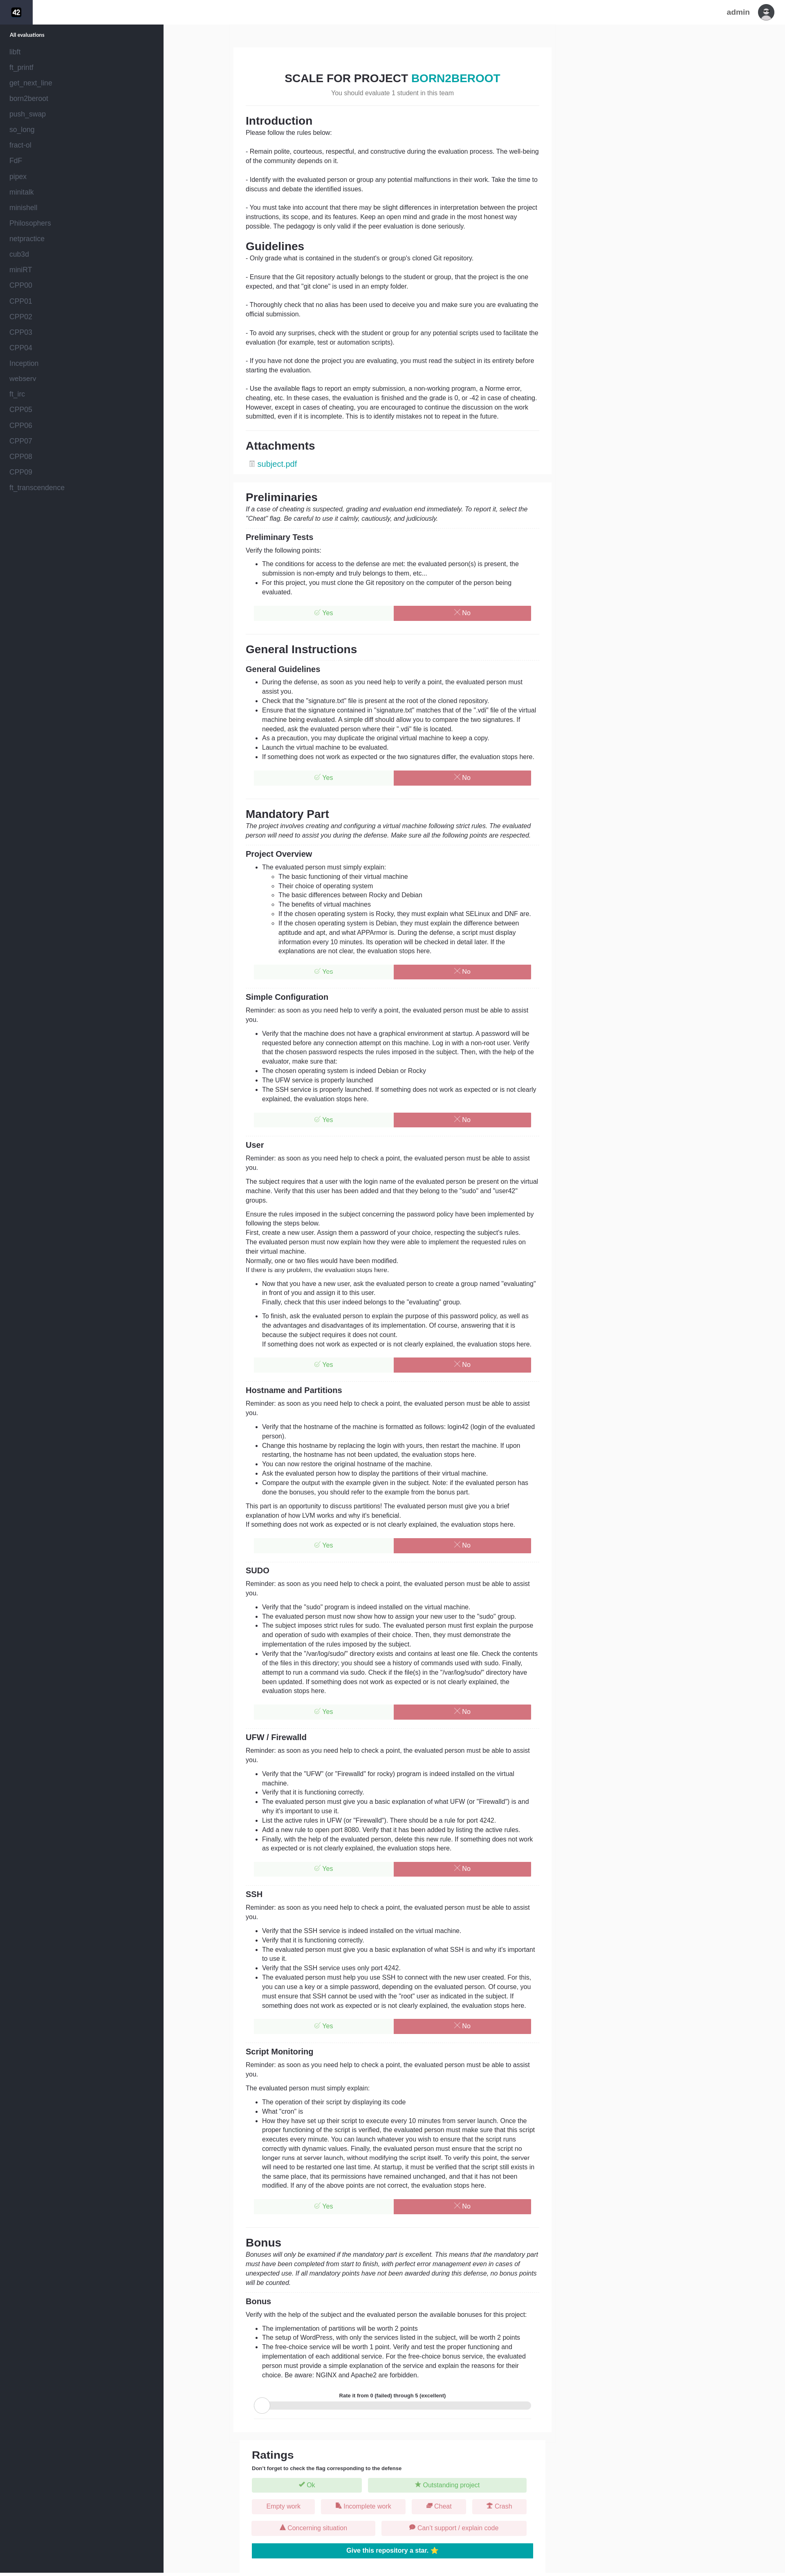 42
admin
All evaluations
libft
ft_printf
get_next_line
born2beroot
push_swap
so_long
fract-ol
FdF
pipex
minitalk
minishell
Philosophers
netpractice
cub3d
miniRT
CPP00
CPP01
CPP02
CPP03
CPP04
Inception
webserv
ft_irc
CPP05
CPP06
CPP07
CPP08
CPP09
ft_transcendence
SCALE FOR PROJECT BORN2BEROOT
You should evaluate 1 student in this team
Introduction
Please follow the rules below:
- Remain polite, courteous, respectful, and constructive during the evaluation process. The well-being
of the community depends on it.
- Identify with the evaluated person or group any potential malfunctions in their work. Take the time to
discuss and debate the identified issues.
- You must take into account that there may be slight differences in interpretation between the project
instructions, its scope, and its features. Keep an open mind and grade in the most honest way
possible. The pedagogy is only valid if the peer evaluation is done seriously.
Guidelines
- Only grade what is contained in the student's or group's cloned Git repository.
- Ensure that the Git repository actually belongs to the student or group, that the project is the one
expected, and that "git clone" is used in an empty folder.
- Thoroughly check that no alias has been used to deceive you and make sure you are evaluating the
official submission.
- To avoid any surprises, check with the student or group for any potential scripts used to facilitate the
evaluation (for example, test or automation scripts).
- If you have not done the project you are evaluating, you must read the subject in its entirety before
starting the evaluation.
- Use the available flags to report an empty submission, a non-working program, a Norme error,
cheating, etc. In these cases, the evaluation is finished and the grade is 0, or -42 in case of cheating.
However, except in cases of cheating, you are encouraged to continue the discussion on the work
submitted, even if it is incomplete. This is to identify mistakes not to repeat in the future.
Attachments
subject.pdf
Preliminaries
If a case of cheating is suspected, grading and evaluation end immediately. To report it, select the
"Cheat" flag. Be careful to use it calmly, cautiously, and judiciously.
Preliminary Tests
Verify the following points:
• The conditions for access to the defense are met: the evaluated person(s) is present, the
submission is non-empty and truly belongs to them, etc...
• For this project, you must clone the Git repository on the computer of the person being
evaluated.
Yes No
General Instructions
General Guidelines
• During the defense, as soon as you need help to verify a point, the evaluated person must
assist you.
• Check that the "signature.txt" file is present at the root of the cloned repository.
• Ensure that the signature contained in "signature.txt" matches that of the ".vdi" file of the virtual
machine being evaluated. A simple diff should allow you to compare the two signatures. If
needed, ask the evaluated person where their ".vdi" file is located.
• As a precaution, you may duplicate the original virtual machine to keep a copy.
• Launch the virtual machine to be evaluated.
• If something does not work as expected or the two signatures differ, the evaluation stops here.
Yes No
Mandatory Part
The project involves creating and configuring a virtual machine following strict rules. The evaluated
person will need to assist you during the defense. Make sure all the following points are respected.
Project Overview
• The evaluated person must simply explain:
◦ The basic functioning of their virtual machine
◦ Their choice of operating system
◦ The basic differences between Rocky and Debian
◦ The benefits of virtual machines
◦ If the chosen operating system is Rocky, they must explain what SELinux and DNF are.
◦ If the chosen operating system is Debian, they must explain the difference between
aptitude and apt, and what APPArmor is. During the defense, a script must display
information every 10 minutes. Its operation will be checked in detail later. If the
explanations are not clear, the evaluation stops here.
Yes No
Simple Configuration
Reminder: as soon as you need help to verify a point, the evaluated person must be able to assist
you.
• Verify that the machine does not have a graphical environment at startup. A password will be
requested before any connection attempt on this machine. Log in with a non-root user. Verify
that the chosen password respects the rules imposed in the subject. Then, with the help of the
evaluator, make sure that:
• The chosen operating system is indeed Debian or Rocky
• The UFW service is properly launched
• The SSH service is properly launched. If something does not work as expected or is not clearly
explained, the evaluation stops here.
Yes No
User
Reminder: as soon as you need help to check a point, the evaluated person must be able to assist
you.
The subject requires that a user with the login name of the evaluated person be present on the virtual
machine. Verify that this user has been added and that they belong to the "sudo" and "user42"
groups.
Ensure the rules imposed in the subject concerning the password policy have been implemented by
following the steps below.
First, create a new user. Assign them a password of your choice, respecting the subject's rules.
The evaluated person must now explain how they were able to implement the requested rules on
their virtual machine.
Normally, one or two files would have been modified.
If there is any problem, the evaluation stops here.
• Now that you have a new user, ask the evaluated person to create a group named "evaluating"
in front of you and assign it to this user.
Finally, check that this user indeed belongs to the "evaluating" group.
• To finish, ask the evaluated person to explain the purpose of this password policy, as well as
the advantages and disadvantages of its implementation. Of course, answering that it is
because the subject requires it does not count.
If something does not work as expected or is not clearly explained, the evaluation stops here.
Yes No
Hostname and Partitions
Reminder: as soon as you need help to check a point, the evaluated person must be able to assist
you.
• Verify that the hostname of the machine is formatted as follows: login42 (login of the evaluated
person).
• Change this hostname by replacing the login with yours, then restart the machine. If upon
restarting, the hostname has not been updated, the evaluation stops here.
• You can now restore the original hostname of the machine.
• Ask the evaluated person how to display the partitions of their virtual machine.
• Compare the output with the example given in the subject. Note: if the evaluated person has
done the bonuses, you should refer to the example from the bonus part.
This part is an opportunity to discuss partitions! The evaluated person must give you a brief
explanation of how LVM works and why it's beneficial.
If something does not work as expected or is not clearly explained, the evaluation stops here.
Yes No
SUDO
Reminder: as soon as you need help to check a point, the evaluated person must be able to assist
you.
• Verify that the "sudo" program is indeed installed on the virtual machine.
• The evaluated person must now show how to assign your new user to the "sudo" group.
• The subject imposes strict rules for sudo. The evaluated person must first explain the purpose
and operation of sudo with examples of their choice. Then, they must demonstrate the
implementation of the rules imposed by the subject.
• Verify that the "/var/log/sudo/" directory exists and contains at least one file. Check the contents
of the files in this directory; you should see a history of commands used with sudo. Finally,
attempt to run a command via sudo. Check if the file(s) in the "/var/log/sudo/" directory have
been updated. If something does not work as expected or is not clearly explained, the
evaluation stops here.
Yes No
UFW / Firewalld
Reminder: as soon as you need help to check a point, the evaluated person must be able to assist
you.
• Verify that the "UFW" (or "Firewalld" for rocky) program is indeed installed on the virtual
machine.
• Verify that it is functioning correctly.
• The evaluated person must give you a basic explanation of what UFW (or "Firewalld") is and
why it's important to use it.
• List the active rules in UFW (or "Firewalld"). There should be a rule for port 4242.
• Add a new rule to open port 8080. Verify that it has been added by listing the active rules.
• Finally, with the help of the evaluated person, delete this new rule. If something does not work
as expected or is not clearly explained, the evaluation stops here.
Yes No
SSH
Reminder: as soon as you need help to check a point, the evaluated person must be able to assist
you.
• Verify that the SSH service is indeed installed on the virtual machine.
• Verify that it is functioning correctly.
• The evaluated person must give you a basic explanation of what SSH is and why it's important
to use it.
• Verify that the SSH service uses only port 4242.
• The evaluated person must help you use SSH to connect with the new user created. For this,
you can use a key or a simple password, depending on the evaluated person. Of course, you
must ensure that SSH cannot be used with the "root" user as indicated in the subject. If
something does not work as expected or is not clearly explained, the evaluation stops here.
Yes No
Script Monitoring
Reminder: as soon as you need help to check a point, the evaluated person must be able to assist
you.
The evaluated person must simply explain:
• The operation of their script by displaying its code
• What "cron" is
• How they have set up their script to execute every 10 minutes from server launch. Once the
proper functioning of the script is verified, the evaluated person must make sure that this script
executes every minute. You can launch whatever you wish to ensure that the script runs
correctly with dynamic values. Finally, the evaluated person must ensure that the script no
longer runs at server launch, without modifying the script itself. To verify this point, the server
will need to be restarted one last time. At startup, it must be verified that the script still exists in
the same place, that its permissions have remained unchanged, and that it has not been
modified. If any of the above points are not correct, the evaluation stops here.
Yes No
Bonus
Bonuses will only be examined if the mandatory part is excellent. This means that the mandatory part
must have been completed from start to finish, with perfect error management even in cases of
unexpected use. If all mandatory points have not been awarded during this defense, no bonus points
will be counted.
Bonus
Verify with the help of the subject and the evaluated person the available bonuses for this project:
• The implementation of partitions will be worth 2 points
• The setup of WordPress, with only the services listed in the subject, will be worth 2 points
• The free-choice service will be worth 1 point. Verify and test the proper functioning and
implementation of each additional service. For the free-choice bonus service, the evaluated
person must provide a simple explanation of the service and explain the reasons for their
choice. Be aware: NGINX and Apache2 are forbidden.
Rate it from 0 (failed) through 5 (excellent)
Ratings
Don't forget to check the flag corresponding to the defense
Ok Outstanding project
Empty work Incomplete work Cheat Crash
Concerning situation Can't support / explain code
Give this repository a star. ⭐